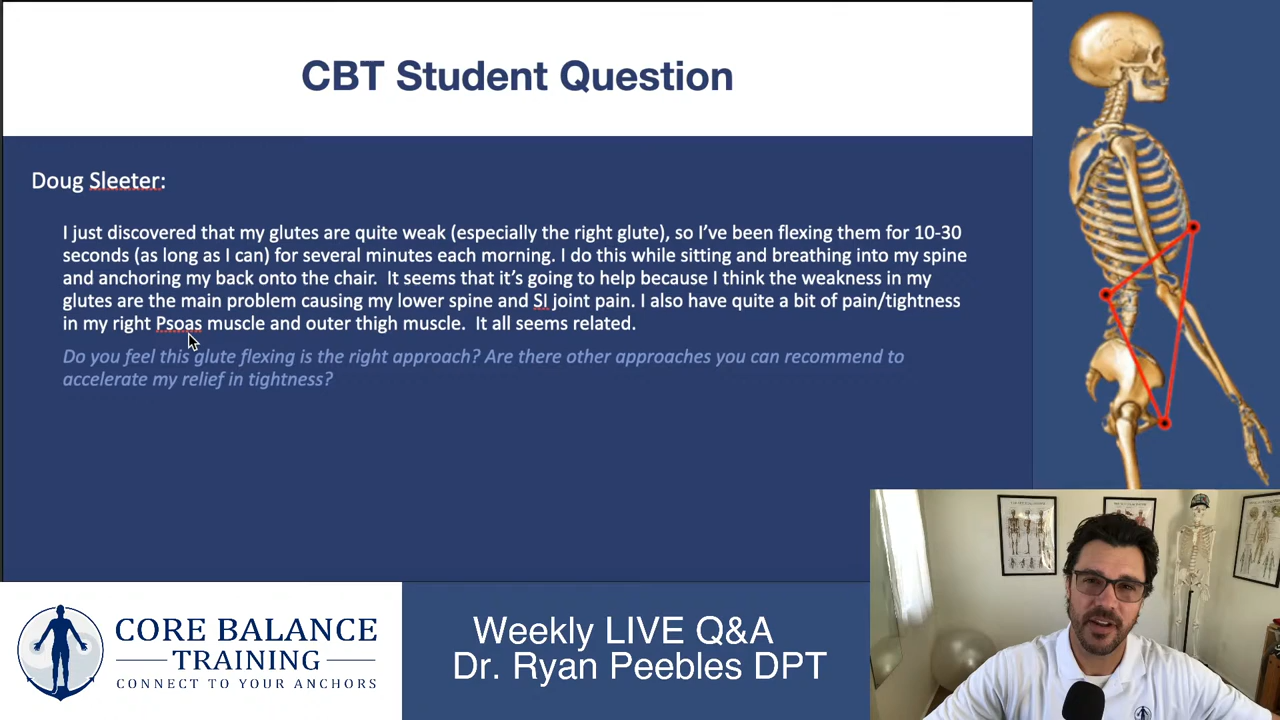 CBT Student Question
Doug Sleeter:
I just discovered that my glutes are quite weak (especially the right glute), so I've been flexing them for 10-30
seconds (as long as I can) for several minutes each morning. I do this while sitting and breathing into my spine
and anchoring my back onto the chair.  It seems that it's going to help because I think the weakness in my
glutes are the main problem causing my lower spine and SI joint pain. I also have quite a bit of pain/tightness
in my right Psoas muscle and outer thigh muscle.  It all seems related.
Do you feel this glute flexing is the right approach? Are there other approaches you can recommend to
accelerate my relief in tightness?
CORE BALANCE
TRAINING
CONNECT TO YOUR ANCHORS
Weekly LIVE Q&A
Dr. Ryan Peebles DPT